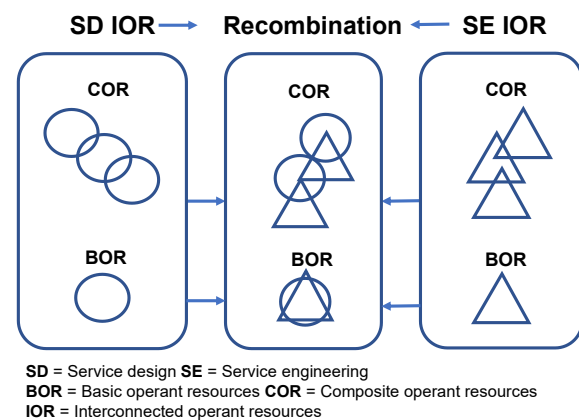 SD IOR Recombination SE IOR
COR COR COR
BOR BOR BOR
SD = Service design SE = Service engineering
BOR = Basic operant resources COR = Composite operant resources
IOR = Interconnected operant resources